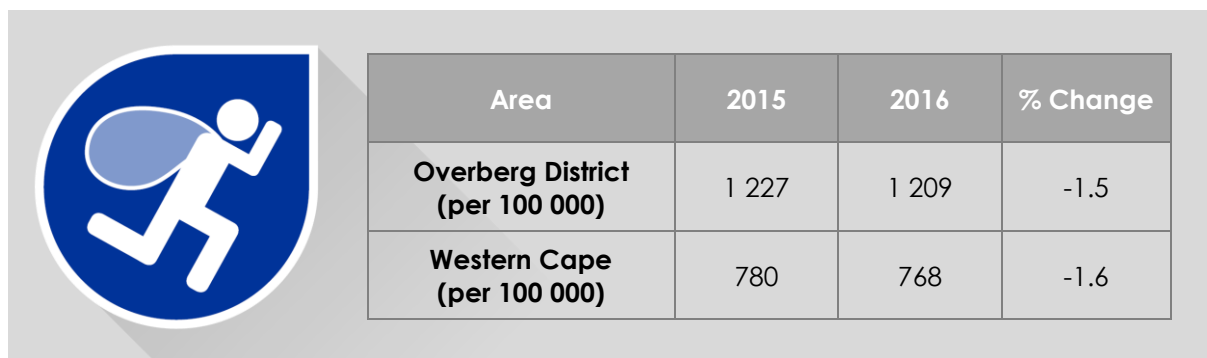 Area 2015 2016 % Change
Overberg District
(per 100 000) 1 227 1 209 -1.5
Western Cape
(per 100 000) 780 768 -1.6